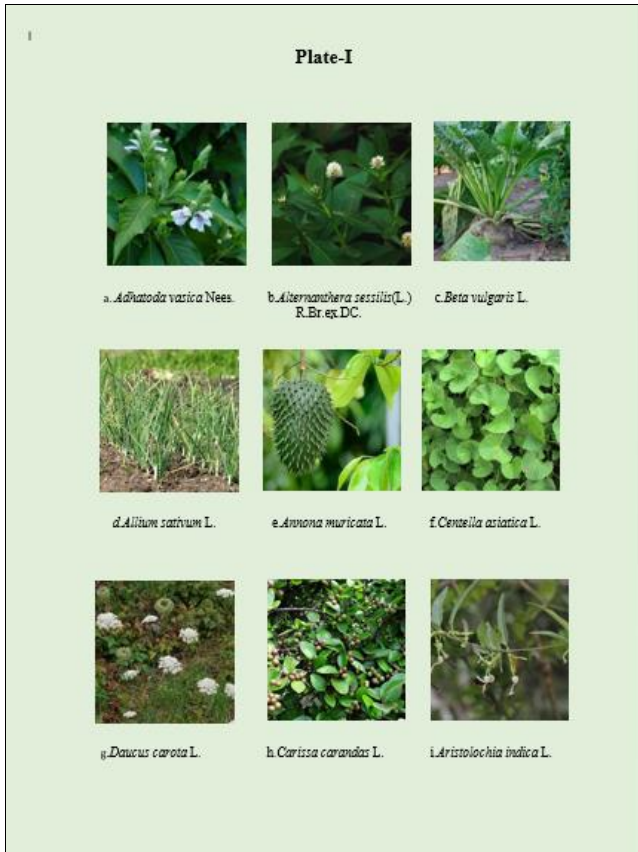 Plate-I
a.Adhatoda vasica Nees.
b.Alternanthera sessilis(L.)
R.Br.ex.DC.
c.Beta vulgaris L.
d.Allium sativum L.
e.Annona muricata L.
f.Centella asiatica L.
g.Daucus carota L.
h.Carissa carandas L.
i.Aristolochia indica L.